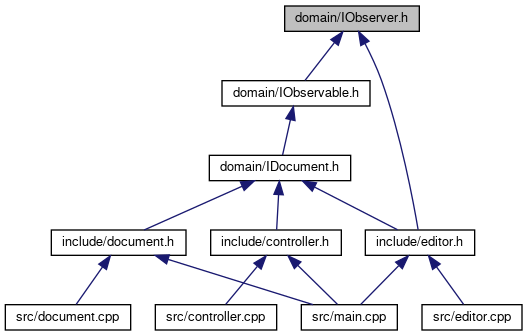 domain/IObserver.h
domain/IObservable.h
domain/IDocument.h
include/document.h
include/controller.h
include/editor.h
src/document.cpp
src/controller.cpp
src/main.cpp
src/editor.cpp